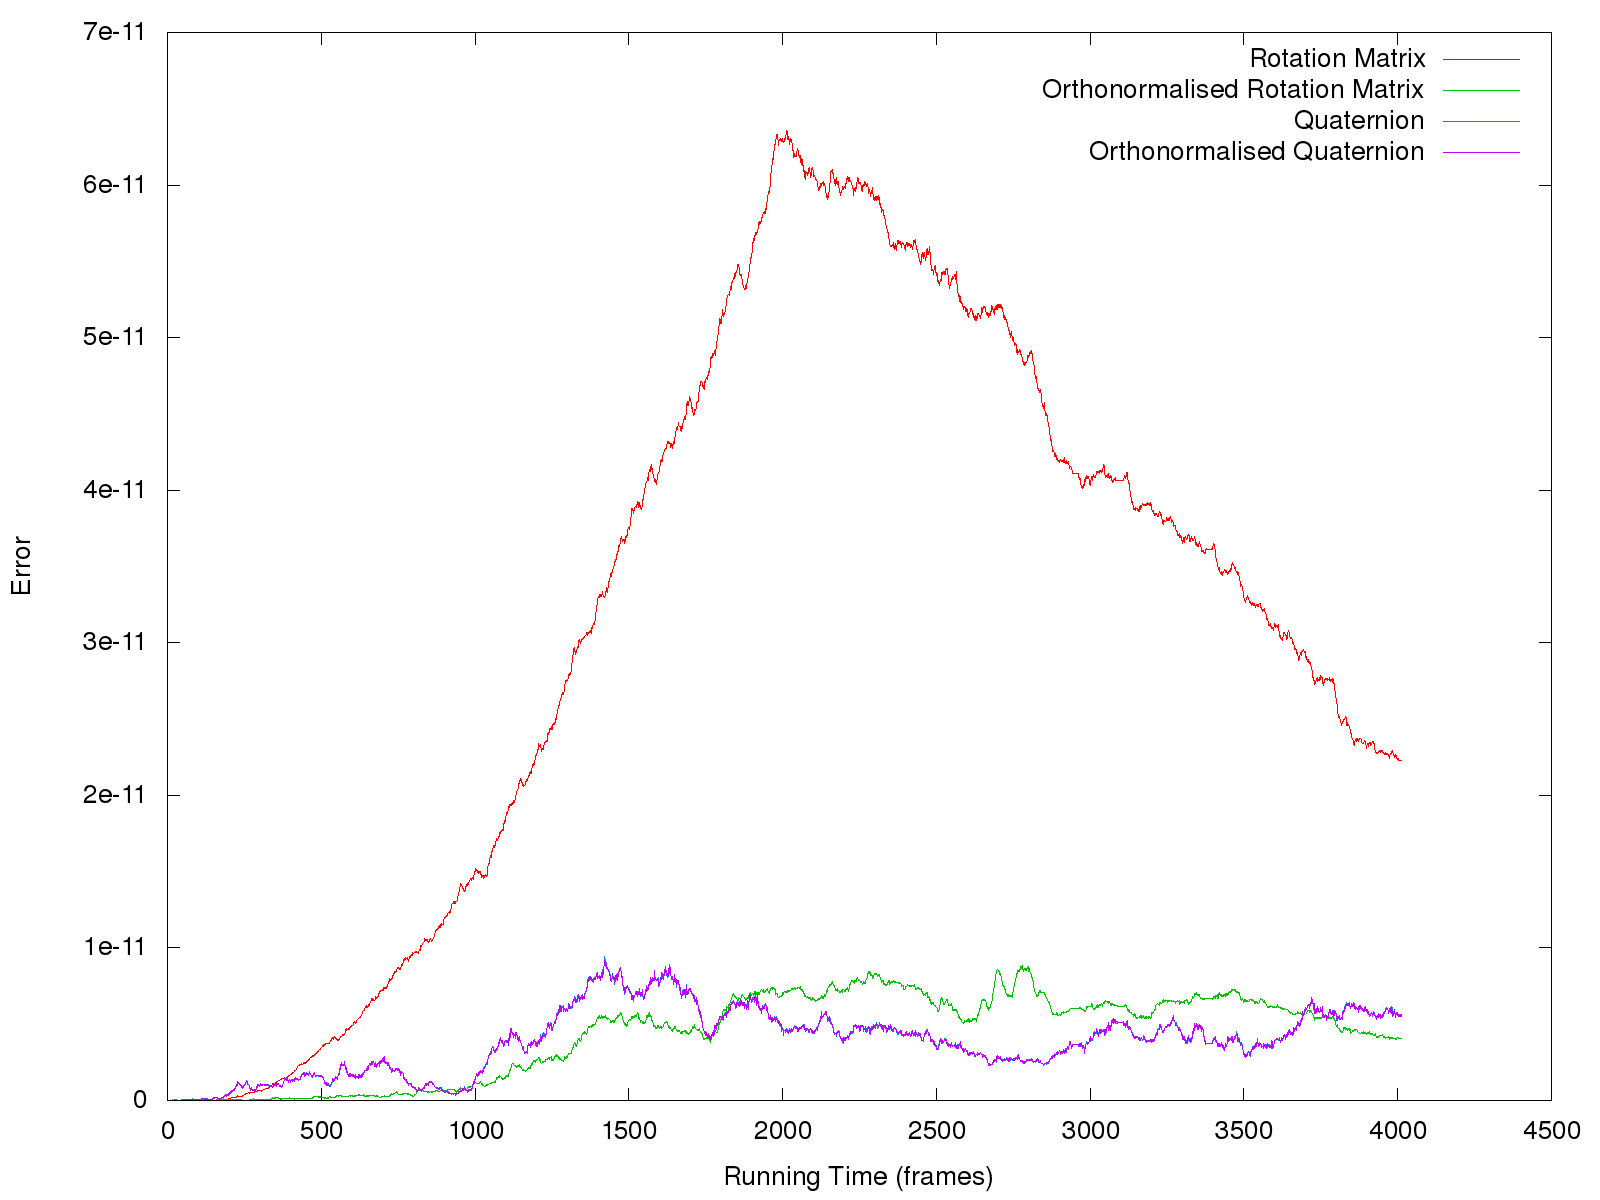 7e-11
6e-11
5e-11
4e-11
3e-11
2e-11
1e-11
0
Error
Rotation Matrix
Orthonormalised Rotation Matrix
Quaternion
Orthonormalised Quaternion
0 500 1000 1500 2000 2500 3000 3500 4000 4500
Running Time (frames)